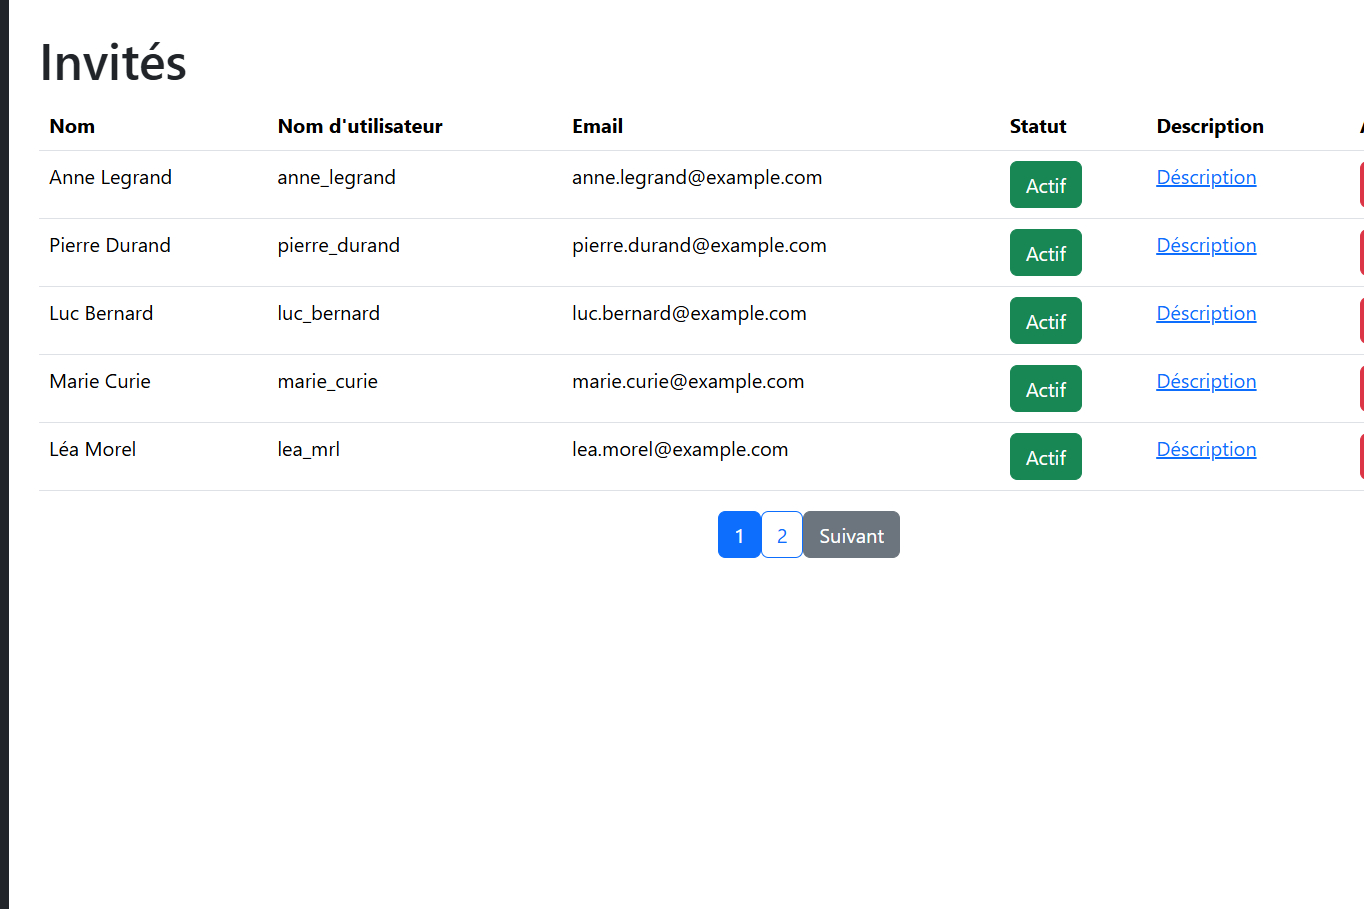 Invités
Nom Nom d'utilisateur Email Statut Description
Anne Legrand anne_legrand anne.legrand@example.com Actif Déscription
Pierre Durand pierre_durand pierre.durand@example.com Actif Déscription
Luc Bernard luc_bernard luc.bernard@example.com Actif Déscription
Marie Curie marie_curie marie.curie@example.com Actif Déscription
Léa Morel lea_mrl lea.morel@example.com Actif Déscription
1 2 Suivant